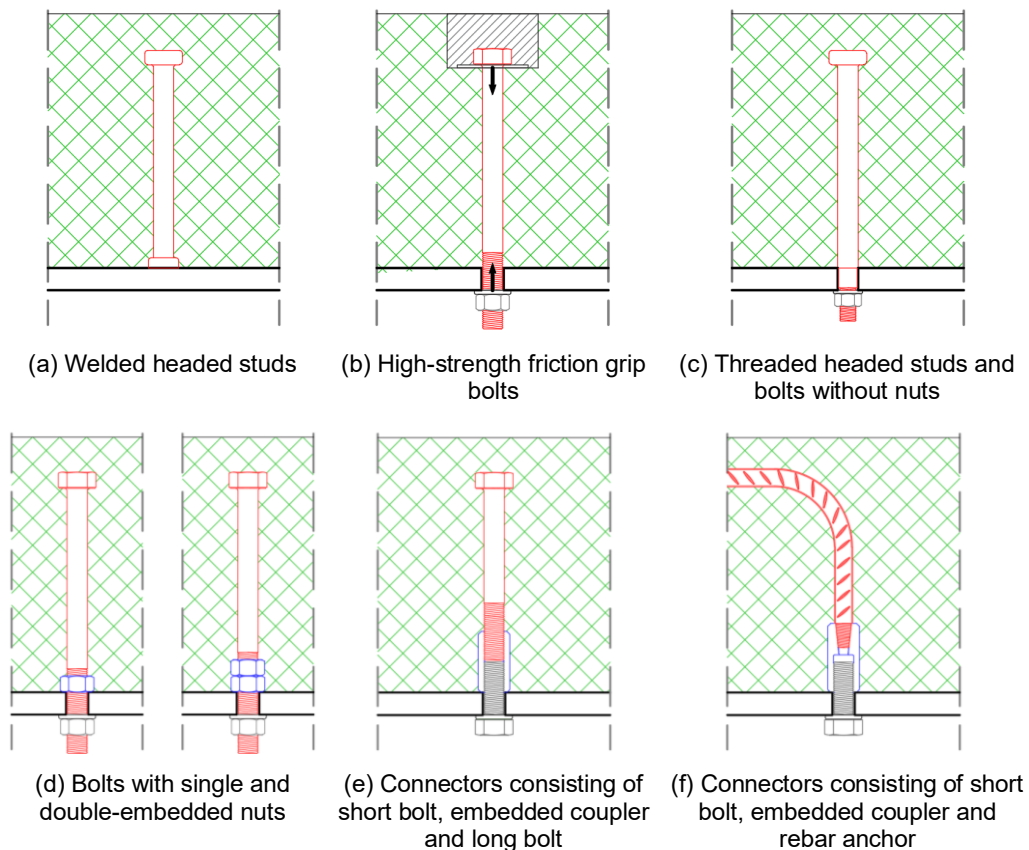 (a) Welded headed studs
(b) High-strength friction grip
bolts
(c) Threaded headed studs and
bolts without nuts
(d) Bolts with single and
double-embedded nuts
(e) Connectors consisting of
short bolt, embedded coupler
and long bolt
(f) Connectors consisting of short
bolt, embedded coupler and
rebar anchor